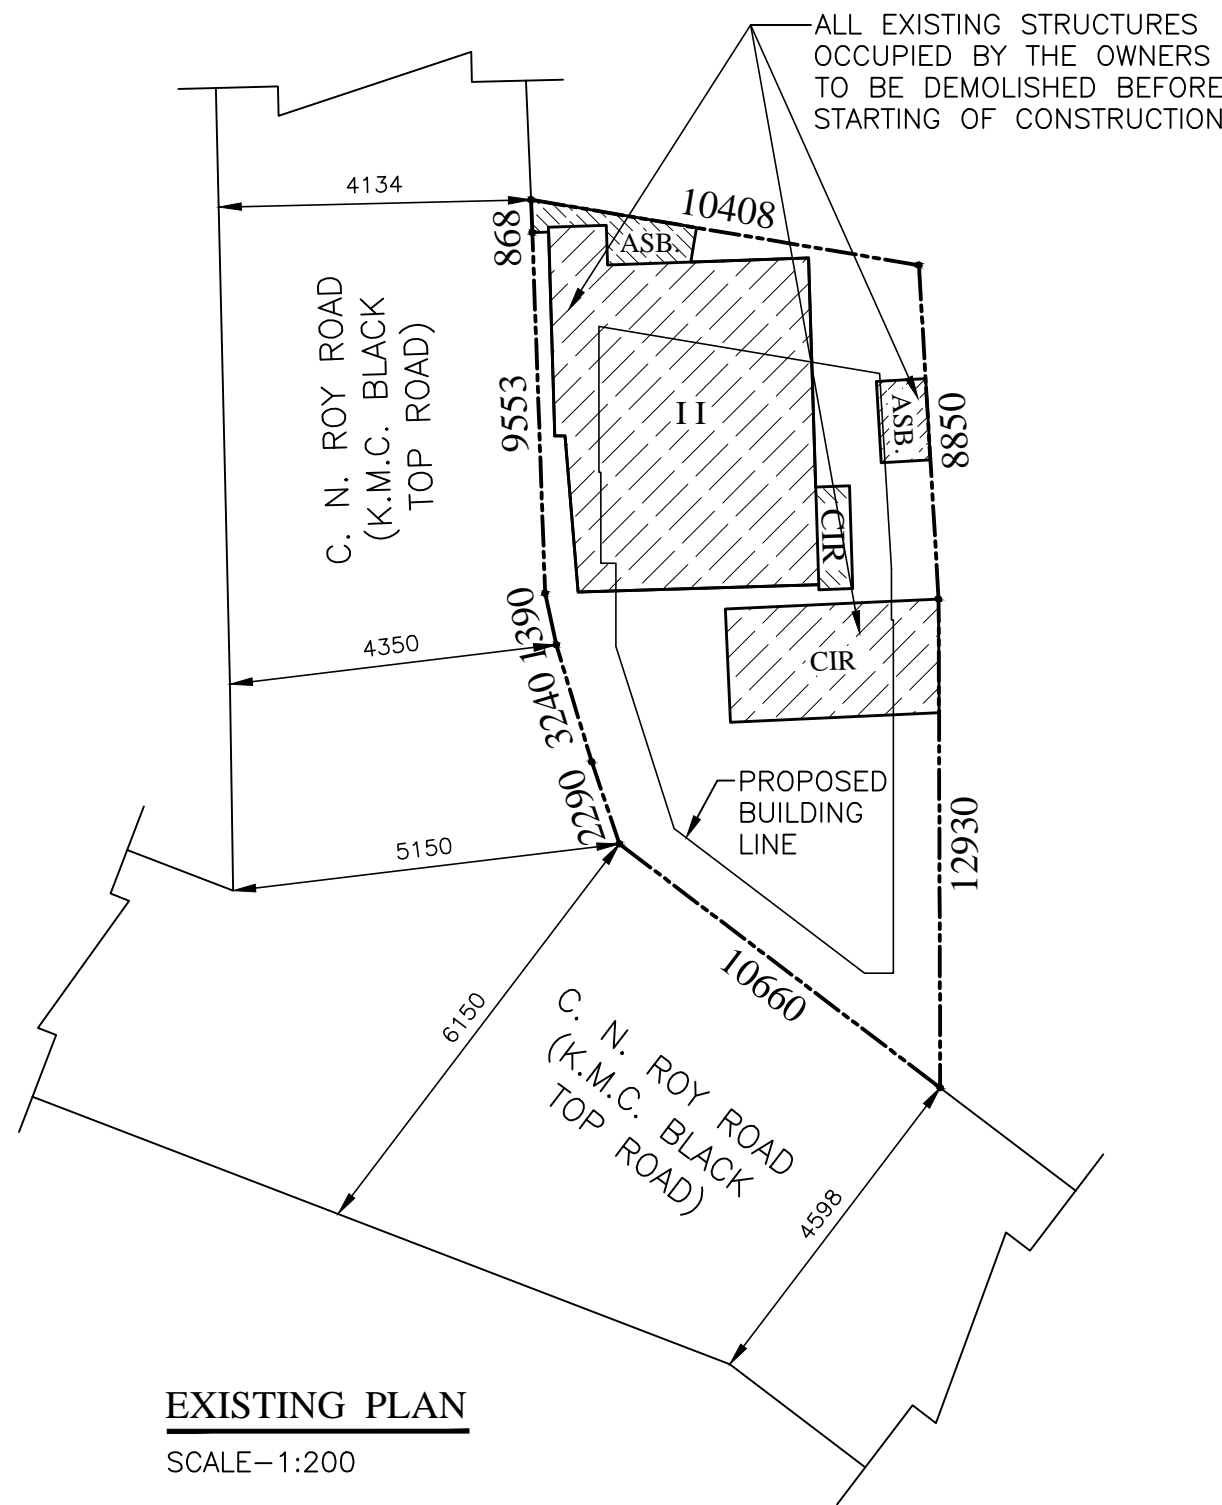 ALL EXISTING STRUCTURES
OCCUPIED BY THE OWNERS
TO BE DEMOLISHED BEFORE
STARTING OF CONSTRUCTION
4134
10408
868
ASB.
C. N. ROY ROAD
(K.M.C. BLACK
TOP ROAD)
9553
I I
ASB.
8850
CIR
1390
4350
CIR
3240
2290
PROPOSED
BUILDING
LINE
12930
5150
10660
6150
C. N. ROY ROAD
(K.M.C. BLACK
TOP ROAD)
4598
EXISTING PLAN
SCALE-1:200